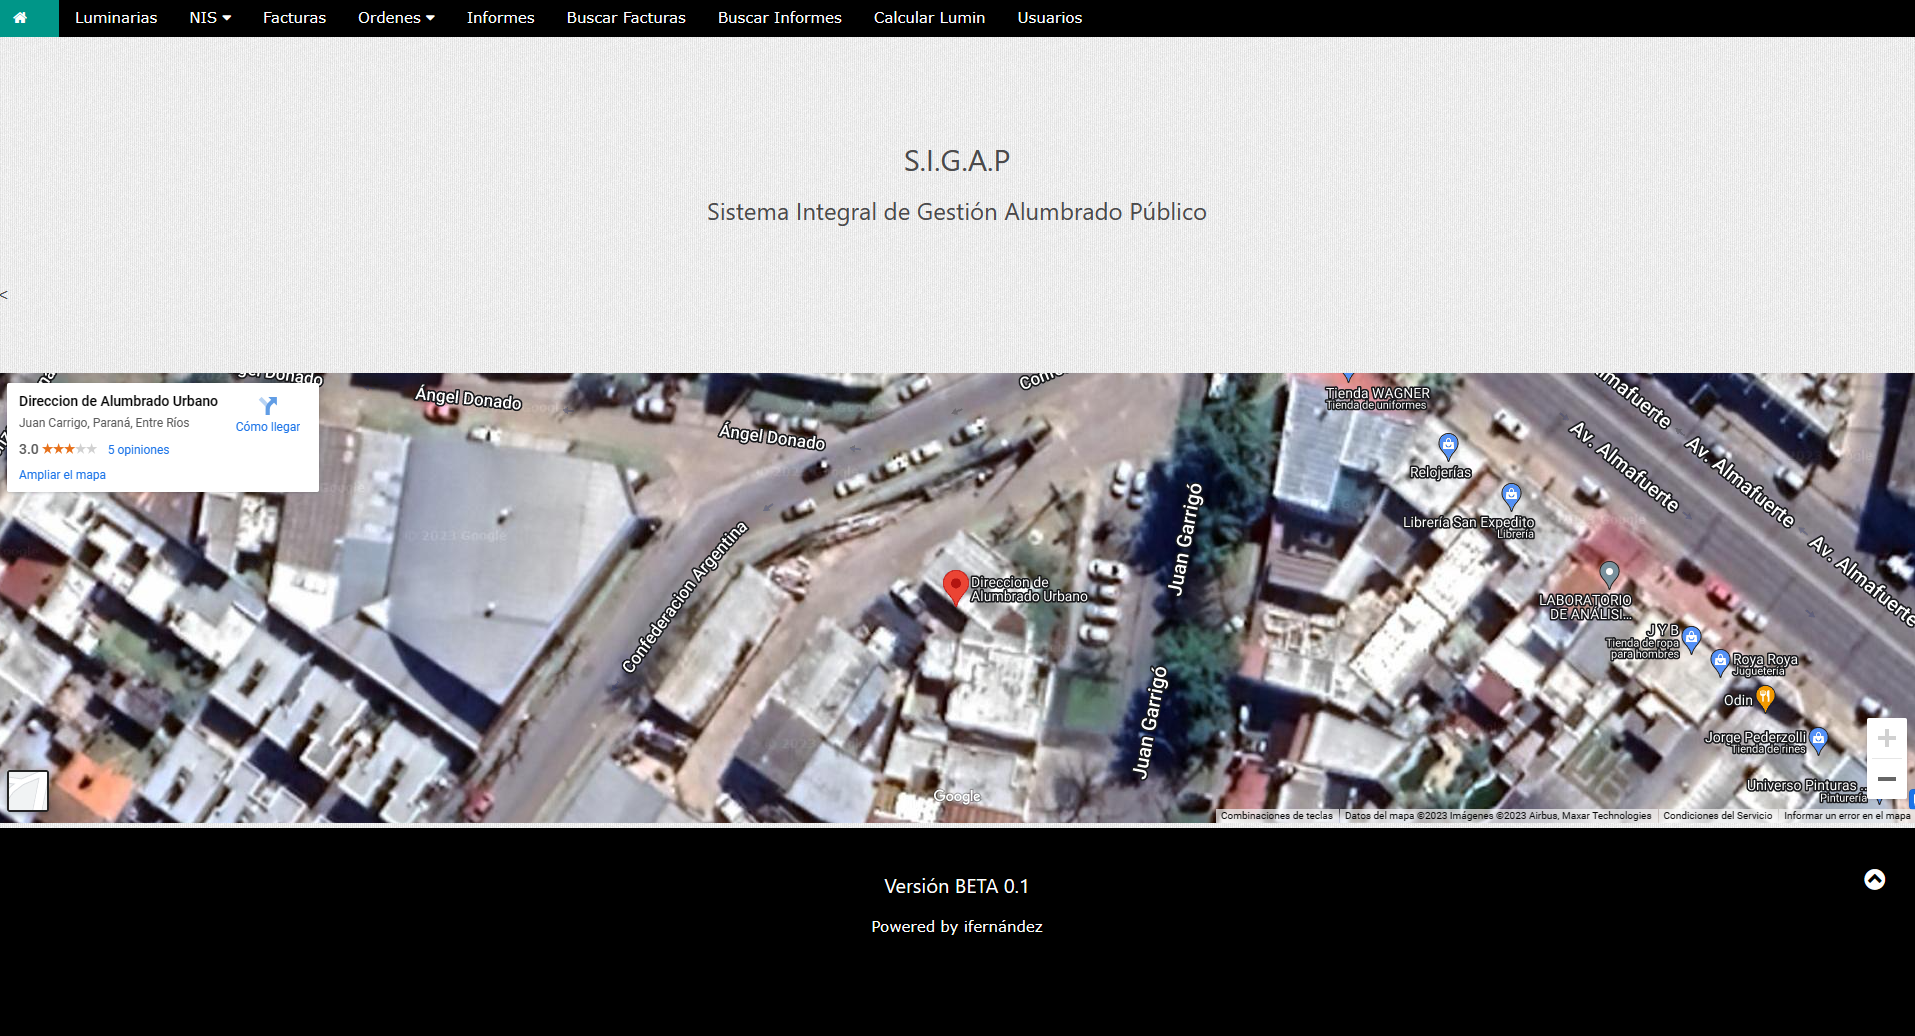 Luminarias NIS Facturas Ordenes Informes Buscar Facturas Buscar Informes Calcular Lumin Usuarios
S.I.G.A.P
Sistema Integral de Gestión Alumbrado Público
<
Direccion de Alumbrado Urbano
Juan Carrigo, Paraná, Entre Ríos
Cómo llegar
3.0
5 opiniones
Ampliar el mapa
Ángel Donado
Ángel Donado
Confederacion Argentina
Direccion de
Alumbrado Urbano
Juan Garrigó
Juan Garrigó
Tienda WAGNER
Tienda de uniformes
Almafuerte
Av. Almafuerte
Av. Almafuerte
Av. Almafuerte
Relojerías
Librería San Expedito
Librería
LABORATORIO
DE ANÁLISI...
J Y B
Tienda de ropa
para hombres
Roya Roya
Juguetería
Odin
Jorge Pederzolli
Tienda de rines
Universo Pinturas ...
Pinturería
© 2023 Google
Google
Combinaciones de teclas
Datos del mapa ©2023 Imágenes ©2023 Airbus, Maxar Technologies
Condiciones del Servicio
Informar un error en el mapa
Versión BETA 0.1
Powered by ifernández